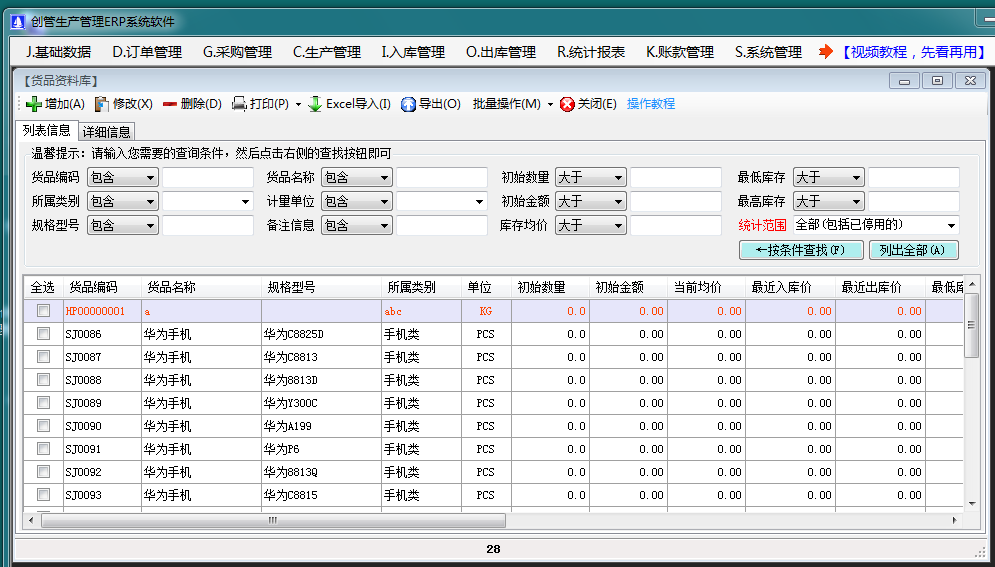 创管生产管理ERP系统软件
J.基础数据 D.订单管理 G.采购管理 C.生产管理 I.入库管理 O.出库管理 R.统计报表 K.账款管理 S.系统管理 【视频教程，先看再用】
【货品资料库】
增加(A) 修改(X) 删除(D) 打印(P) Excel导入(I) 导出(O) 批量操作(M) 关闭(E) 操作教程
列表信息 详细信息
温馨提示：请输入您需要的查询条件，然后点击右侧的查找按钮即可
货品编码 包含 货品名称 包含 初始数量 大于 最低库存 大于
所属类别 包含 计量单位 包含 初始金额 大于 最高库存 大于
规格型号 包含 备注信息 包含 库存均价 大于 统计范围 全部(包括已停用的)
←按条件查找(F) 列出全部(A)
全选 货品编码 货品名称 规格型号 所属类别 单位 初始数量 初始金额 当前均价 最近入库价 最近出库价 最低
HP00000001 a abc KG 0.0 0.00 0.00 0.00 0.00
SJ0086 华为手机 华为C8825D 手机类 PCS 0.0 0.00 0.00 0.00 0.00
SJ0087 华为手机 华为C8813 手机类 PCS 0.0 0.00 0.00 0.00 0.00
SJ0088 华为手机 华为8813D 手机类 PCS 0.0 0.00 0.00 0.00 0.00
SJ0089 华为手机 华为Y300C 手机类 PCS 0.0 0.00 0.00 0.00 0.00
SJ0090 华为手机 华为A199 手机类 PCS 0.0 0.00 0.00 0.00 0.00
SJ0091 华为手机 华为P6 手机类 PCS 0.0 0.00 0.00 0.00 0.00
SJ0092 华为手机 华为8813Q 手机类 PCS 0.0 0.00 0.00 0.00 0.00
SJ0093 华为手机 华为C8815 手机类 PCS 0.0 0.00 0.00 0.00 0.00
28